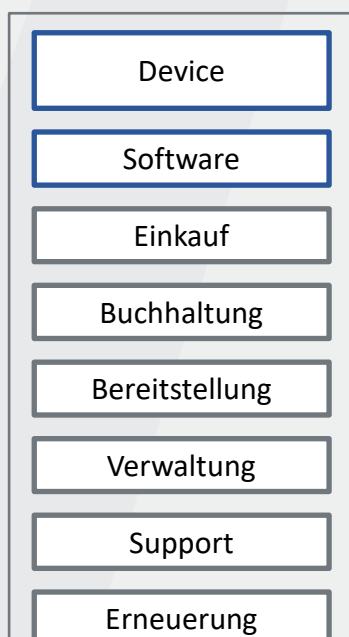 Device
Software
Einkauf
Buchhaltung
Bereitstellung
Verwaltung
Support
Erneuerung